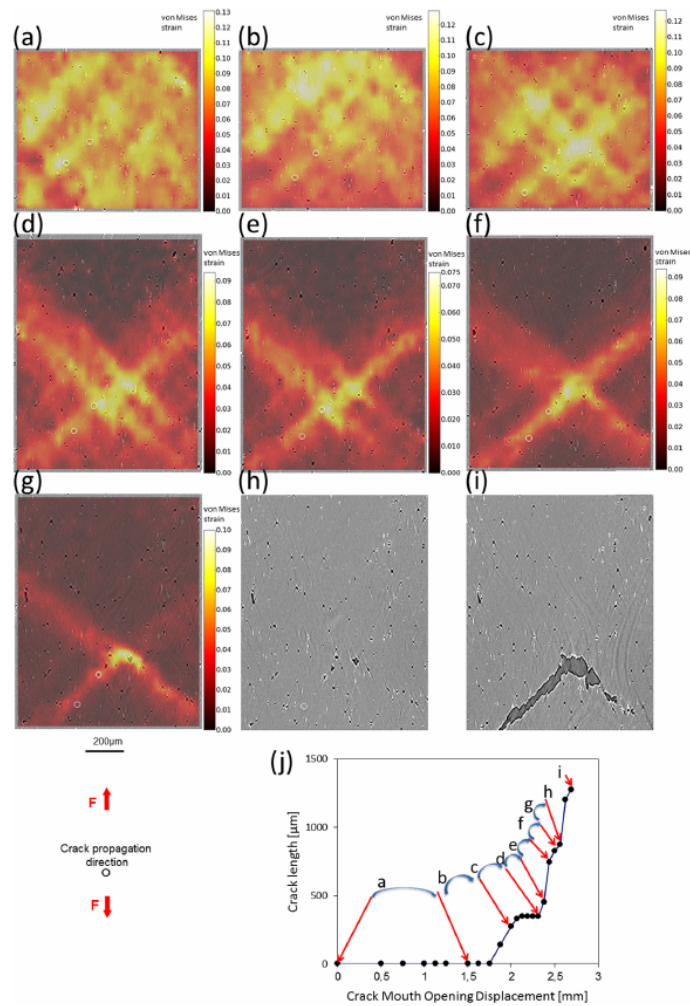 (a)
von Mises
strain
0.13
0.12
0.11
0.10
0.09
0.08
0.07
0.06
0.05
0.04
0.03
0.02
0.01
0.00
(b)
von Mises
strain
0.12
0.11
0.10
0.09
0.08
0.07
0.06
0.05
0.04
0.03
0.02
0.01
0.00
(c)
von Mises
strain
0.12
0.11
0.10
0.09
0.08
0.07
0.06
0.05
0.04
0.03
0.02
0.01
0.00
(d)
von Mises
strain
0.09
0.08
0.07
0.06
0.05
0.04
0.03
0.02
0.01
0.00
(e)
von Mises
strain
0.075
0.060
0.045
0.030
0.015
0.000
(f)
von Mises
strain
0.09
0.08
0.07
0.06
0.05
0.04
0.03
0.02
0.01
0.00
(g)
von Mises
strain
0.10
0.09
0.08
0.07
0.06
0.05
0.04
0.03
0.02
0.01
0.00
(h)
(i)
200µm
F
Crack propagation
direction
F
(j)
Crack length [µm]
1500
1000
500
0
a
b
c
d
e
f
g
h
i
0 0,5 1 1,5 2 2,5 3
Crack Mouth Opening Displacement [mm]